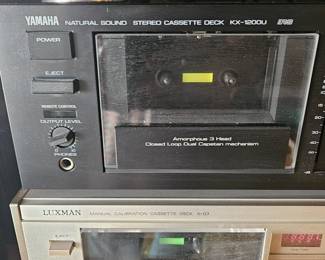 YAMAHA NATURAL SOUND STEREO CASSETTE DECK KX-1200U
POWER
EJECT
REMOTE CONTROL
OUTPUT LEVEL
PHONES
Amorphous 3 Head
Closed Loop Dual Capstan mechanism
LUXMAN MANUAL CALIBRATION CASSETTE DECK
EJECT